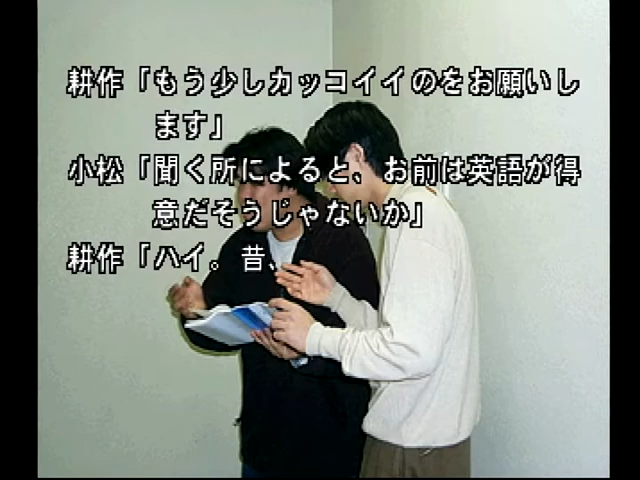 耕作「もう少しカッコイイのをお願いし
ます」
小松「聞く所によると、お前は英語が得
意だそうじゃないか」
耕作「ハイ。昔、